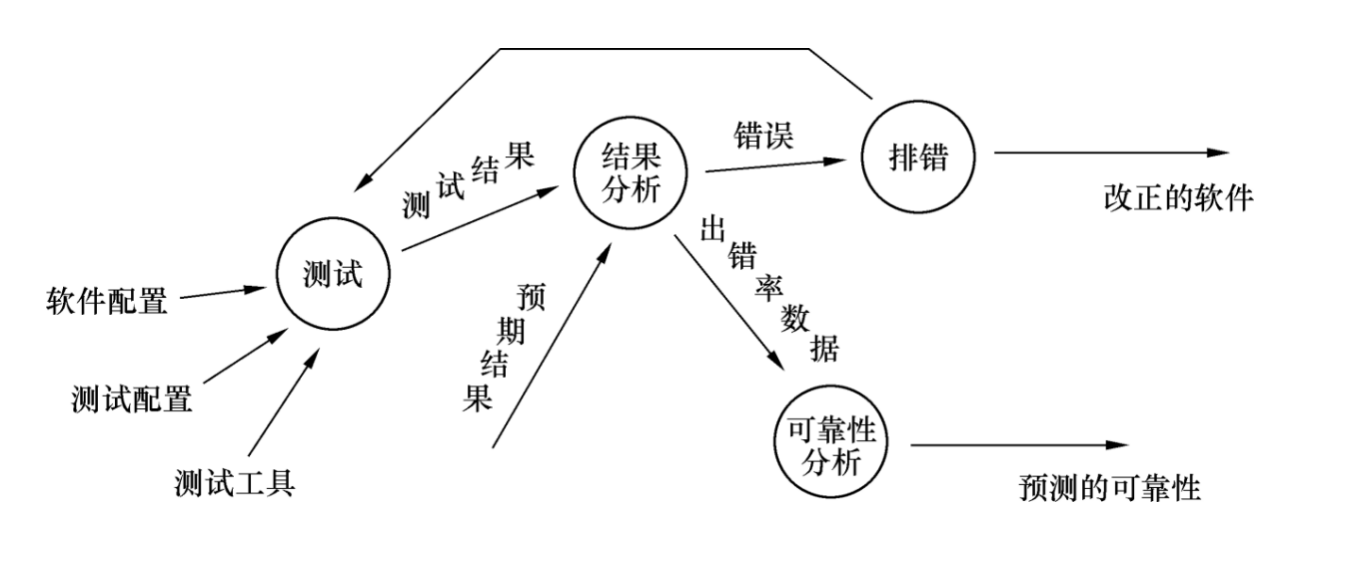 测试结果
结果
分析
错误
排错
改正的软件
测试
软件配置
测试配置
测试工具
预期结果
出错率数据
可靠性
分析
预测的可靠性